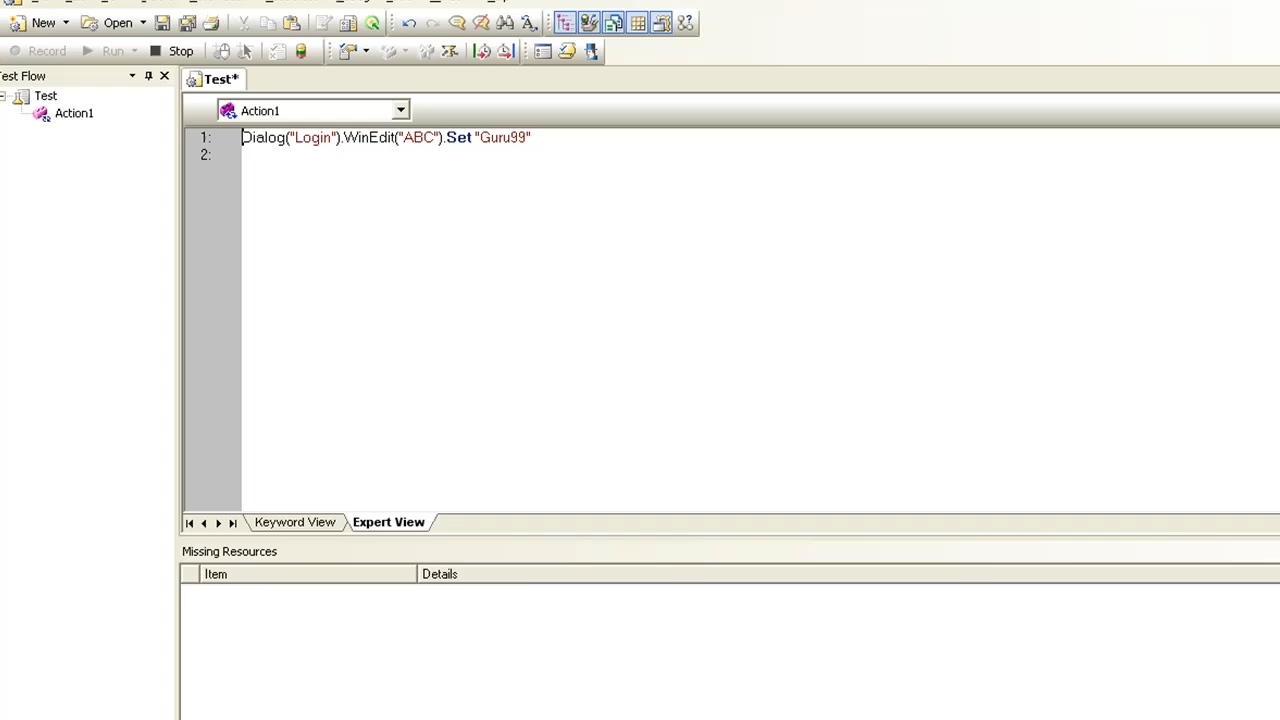 New
Open
Record
Run
Stop
Test Flow
Test
Action1
Test*
Action1
1: Dialog("Login").WinEdit("ABC").Set "Guru99"
2:
Keyword View
Expert View
Missing Resources
Item
Details